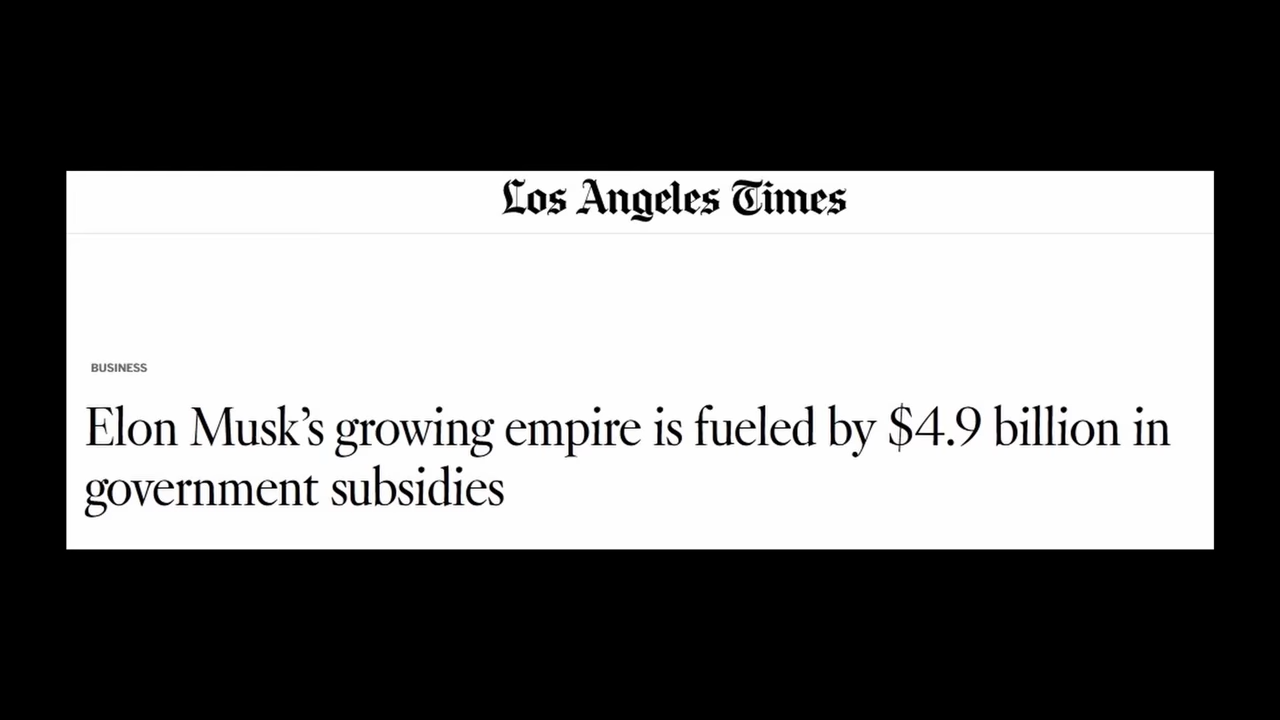 Los Angeles Times
BUSINESS
Elon Musk’s growing empire is fueled by $4.9 billion in
government subsidies